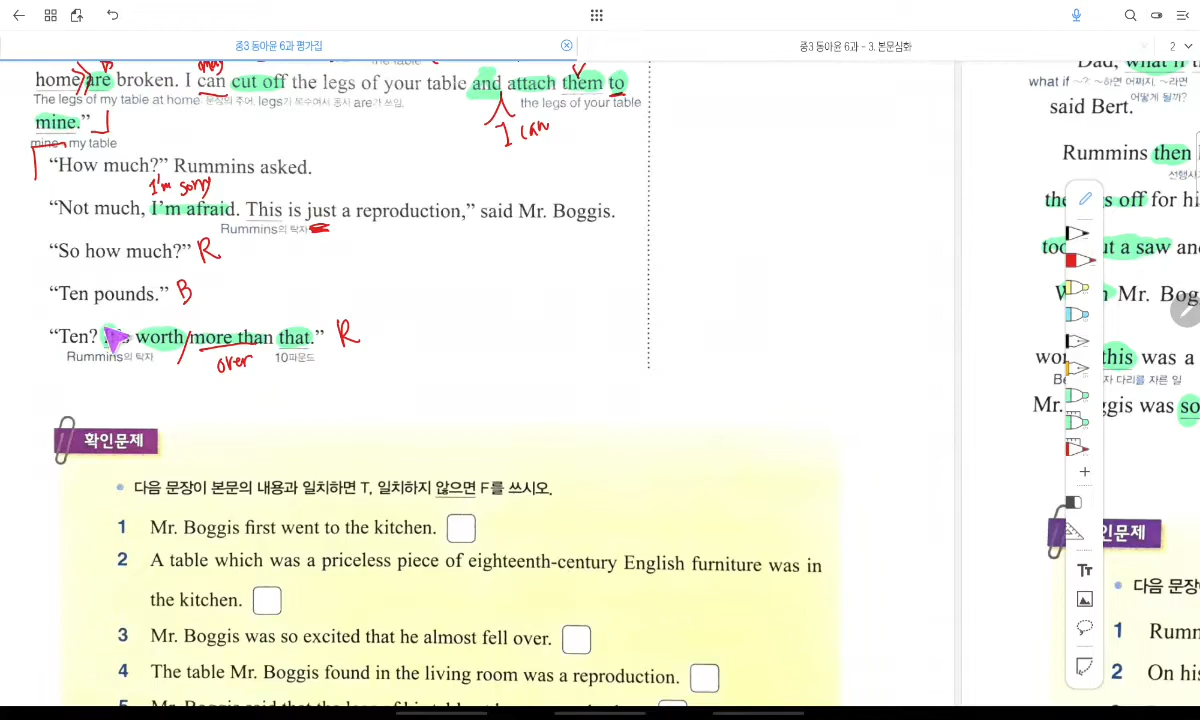 중3 동아윤 6과 평가집
중3 동아윤 6과 - 3. 본문심화
2
home are broken. I can cut off the legs of your table and attach them to
The legs of my table at home: 문장의 주어, legs가 복수여서 동사 are가 쓰임.
the legs of your table
mine.”
mine: my table
I can
“How much?” Rummins asked.
I'm sorry
“Not much, I’m afraid. This is just a reproduction,” said Mr. Boggis.
Rummins의 탁자
“So how much?” R
“Ten pounds.” B
“Ten? It's worth more than that.” R
Rummins의 탁자
over
10파운드
확인문제
다음 문장이 본문의 내용과 일치하면 T, 일치하지 않으면 F를 쓰시오.
1 Mr. Boggis first went to the kitchen.
2 A table which was a priceless piece of eighteenth-century English furniture was in
the kitchen.
3 Mr. Boggis was so excited that he almost fell over.
4 The table Mr. Boggis found in the living room was a reproduction.
Dad, what if
what if ~?: ~하면 어쩌지, ~라면
어떻게 될까?
said Bert.
Rummins then
선행사
s off for hi
ut a saw and
Mr. Bog
this was a
자 다리를 자른 일
Mr. ggis was so
인문제
다음 문장
1 Rumm
2 On his
Tт